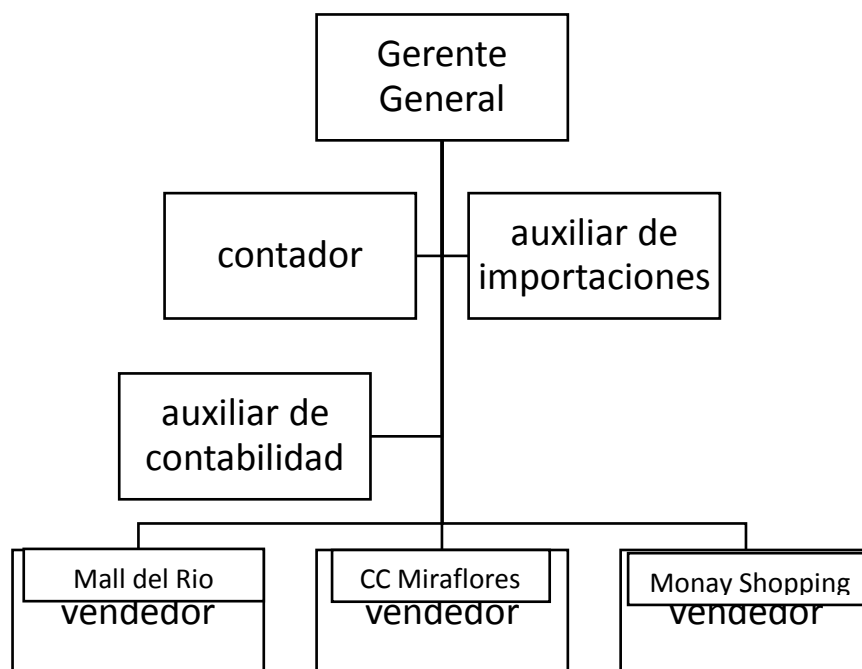 Gerente
General
contador
auxiliar de
importaciones
auxiliar de
contabilidad
Mall del Rio
vendedor
CC Miraflores
vendedor
Monay Shopping
vendedor